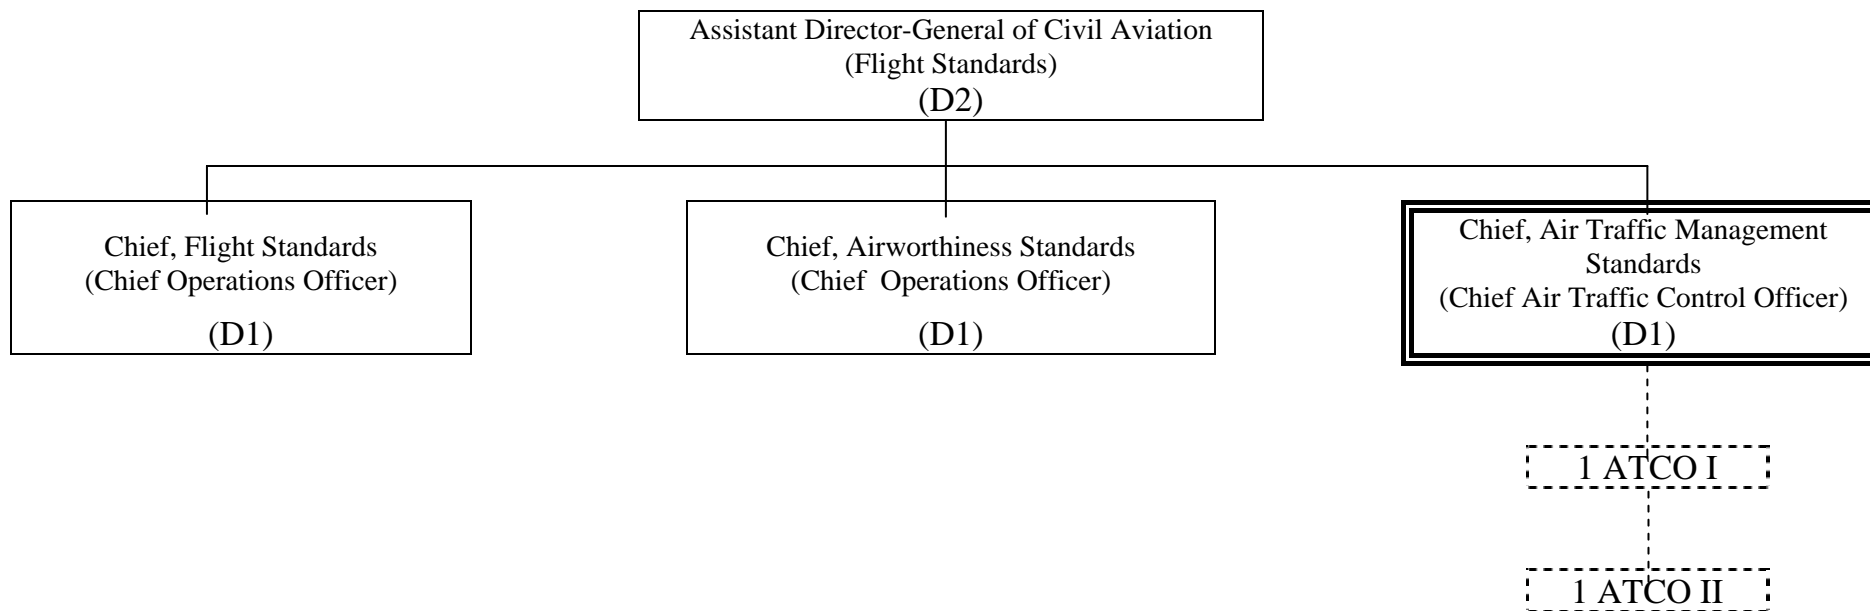 Assistant Director-General of Civil Aviation
(Flight Standards)
(D2)
Chief, Flight Standards
(Chief Operations Officer)
(D1)
Chief, Airworthiness Standards
(Chief Operations Officer)
(D1)
Chief, Air Traffic Management
Standards
(Chief Air Traffic Control Officer)
(D1)
1 ATCO I
1 ATCO II